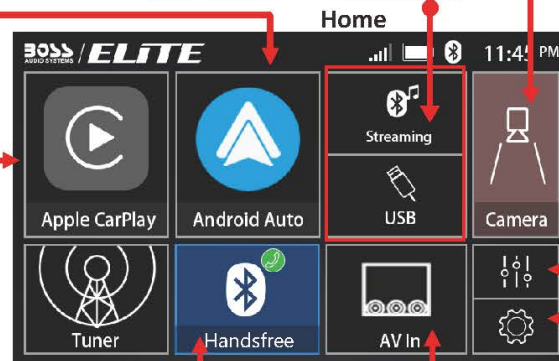 Home
BOSS AUDIO SYSTEMS / ELITE
11:45 PM
Streaming
Apple CarPlay
Android Auto
USB
Camera
Tuner
Handsfree
AV In